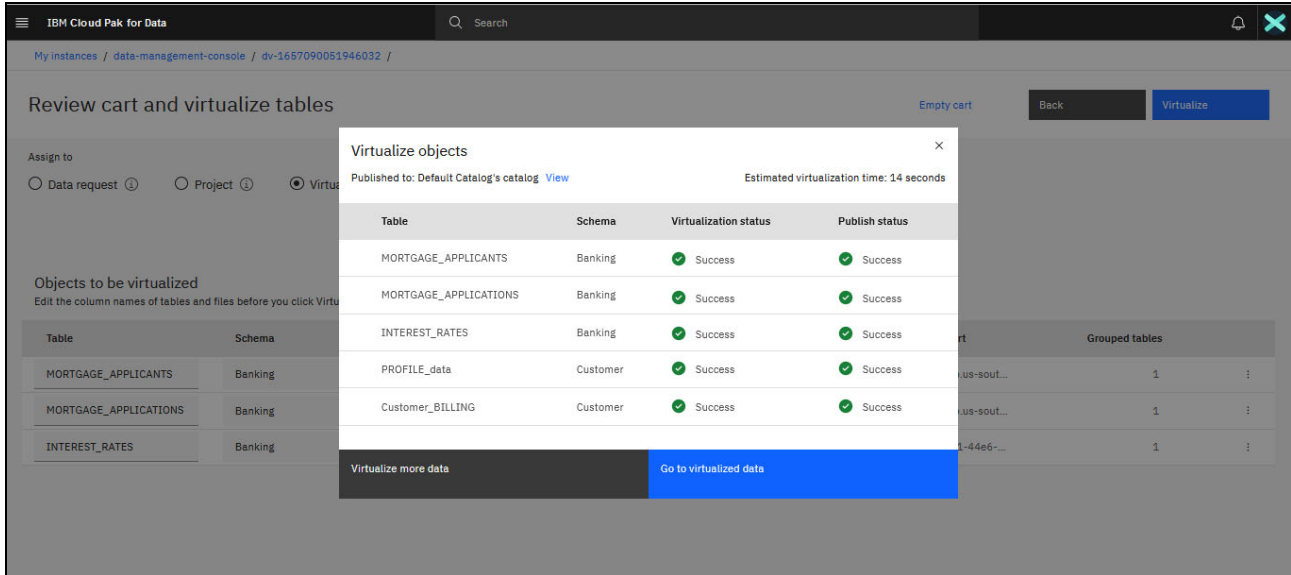 IBM Cloud Pak for Data
Search
My instances / data-management-console / dv-1657090051946032 /
Review cart and virtualize tables
Empty cart
Back
Virtualize
Assign to
Data request
Project
Virtua
Objects to be virtualized
Edit the column names of tables and files before you click Virtu
Table Schema rt Grouped tables
MORTGAGE_APPLICANTS Banking .us-sout... 1
MORTGAGE_APPLICATIONS Banking .us-sout... 1
INTEREST_RATES Banking 1-44e6-... 1
Virtualize objects
Published to: Default Catalog's catalog View
Estimated virtualization time: 14 seconds
Table Schema Virtualization status Publish status
MORTGAGE_APPLICANTS Banking Success Success
MORTGAGE_APPLICATIONS Banking Success Success
INTEREST_RATES Banking Success Success
PROFILE_data Customer Success Success
Customer_BILLING Customer Success Success
Virtualize more data
Go to virtualized data